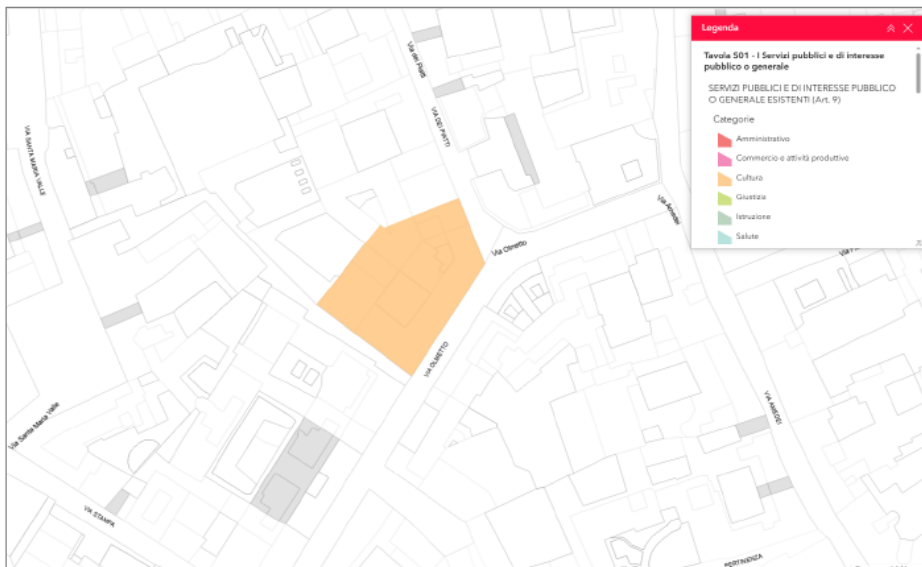 Legenda
Tavola S01 - I Servizi pubblici e di interesse
pubblico o generale
SERVIZI PUBBLICI E DI INTERESSE PUBBLICO
O GENERALE ESISTENTI (Art. 9)
Categorie
Amministrativo
Commercio e attività produttive
Cultura
Giustizia
Istruzione
Salute
Via dei Piatti
VIA DEI PIATTI
VIA SANTA MARIA VALLE
Via Amedei
Via Olmetto
VIA OLMETTO
VIA AMEDEI
Via Santa Maria Valle
VIA STAMPA
PERTINENZA